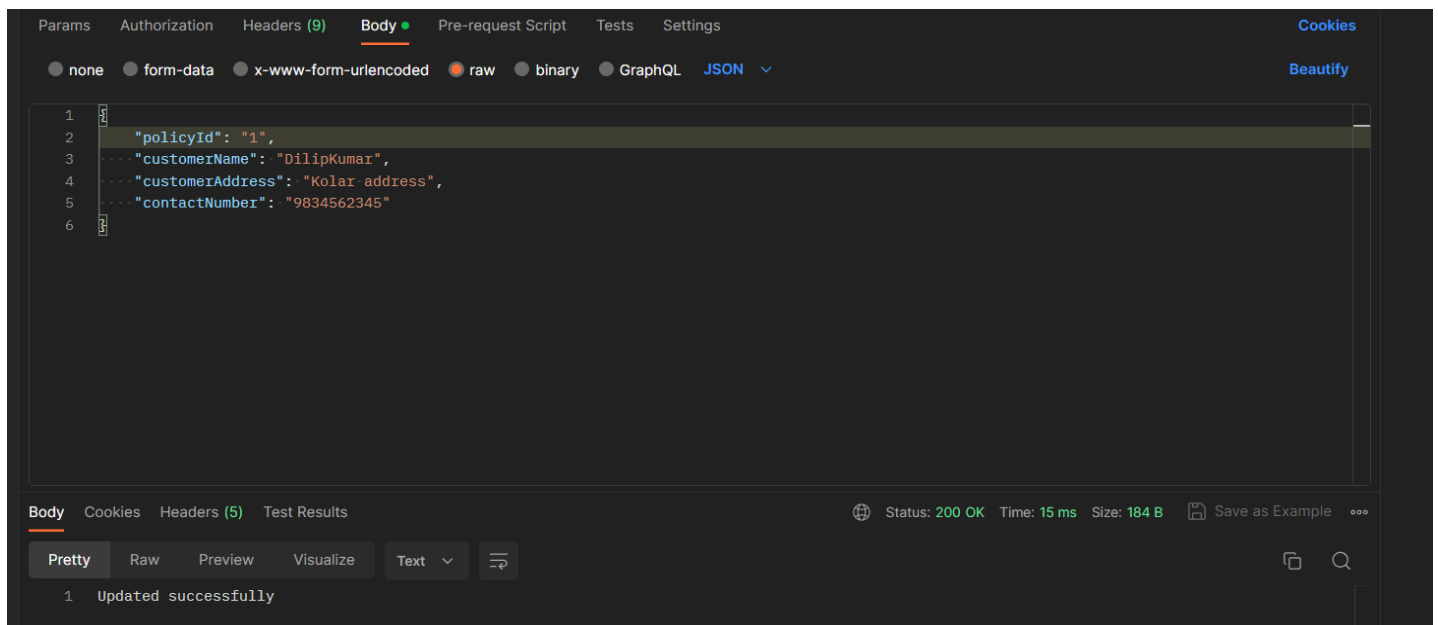 Params Authorization Headers (9) Body Pre-request Script Tests Settings Cookies
none form-data x-www-form-urlencoded raw binary GraphQL JSON Beautify
1 {
2 "policyId": "1",
3 "customerName": "DilipKumar",
4 "customerAddress": "Kolar address",
5 "contactNumber": "9834562345"
6 }
Body Cookies Headers (5) Test Results Status: 200 OK Time: 15 ms Size: 184 B Save as Example
Pretty Raw Preview Visualize Text
1 Updated successfully